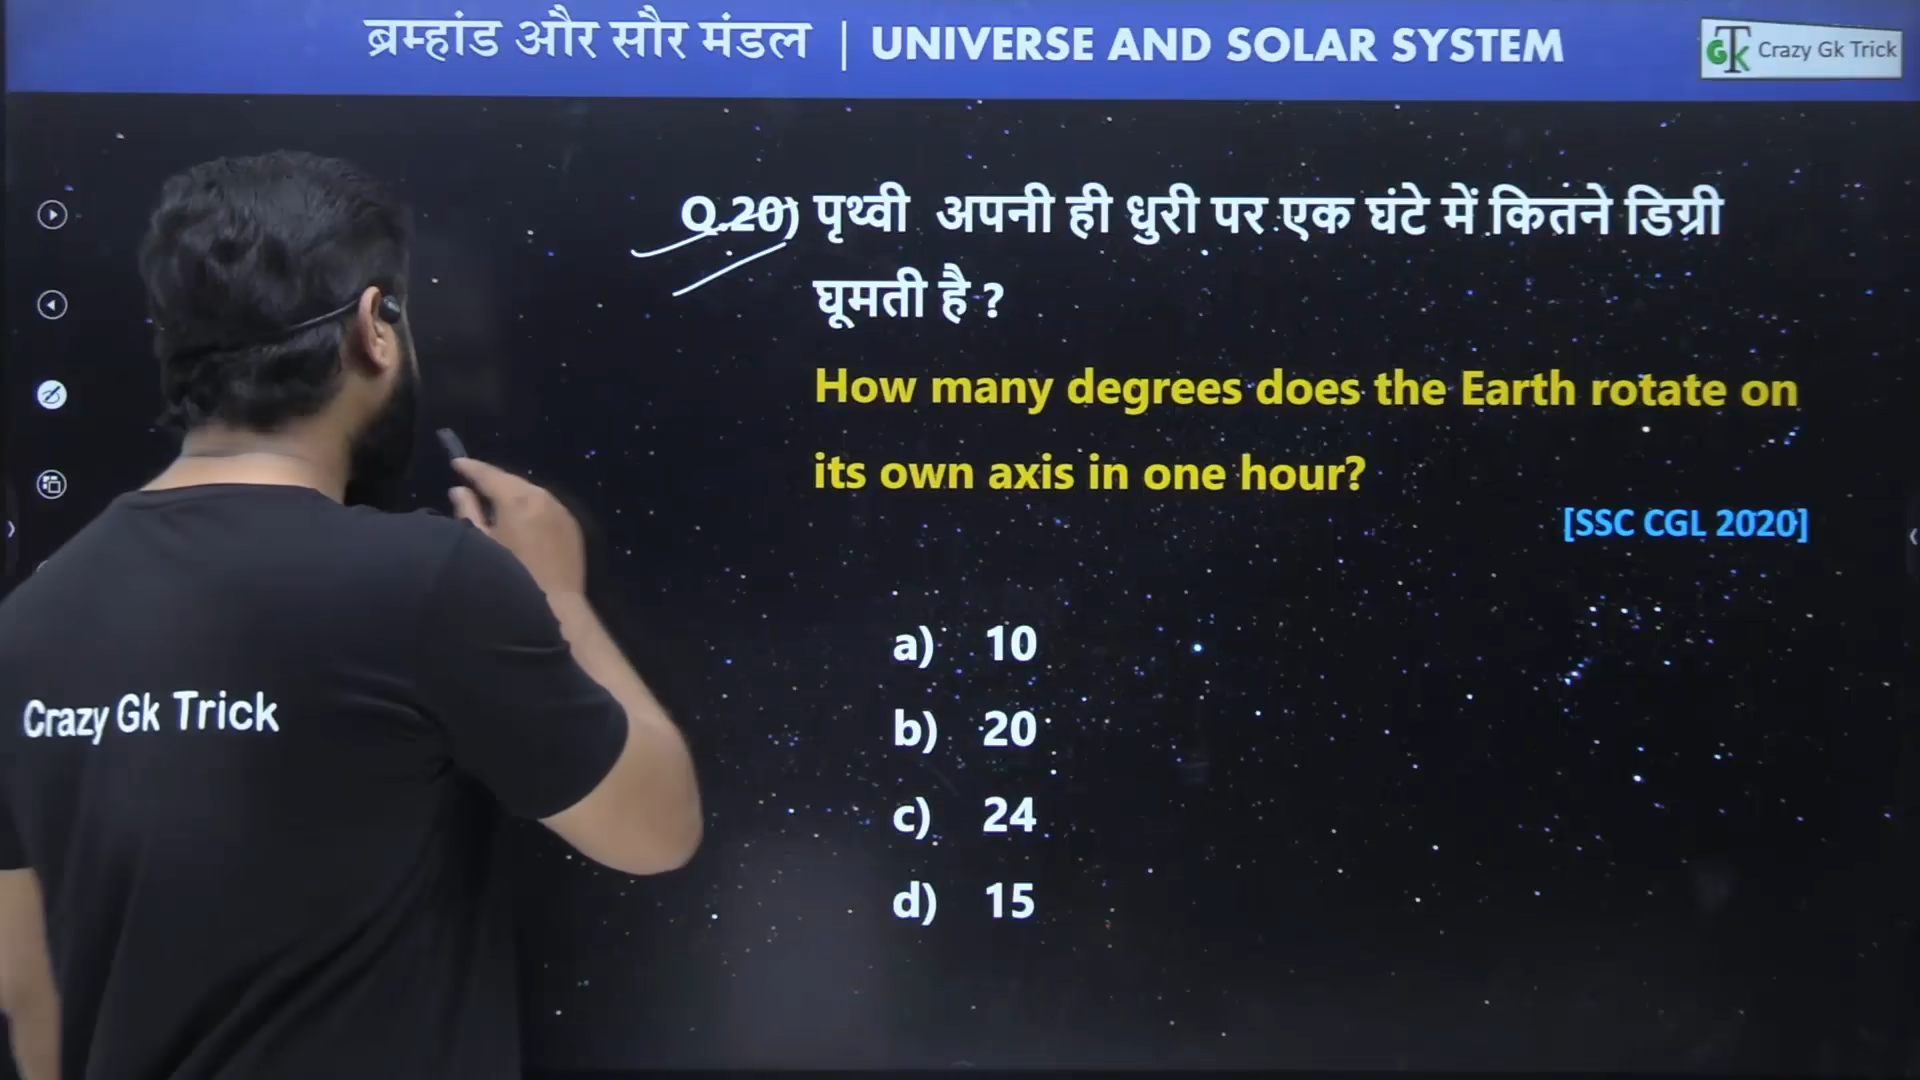 ब्रम्हांड और सौर मंडल | UNIVERSE AND SOLAR SYSTEM
GTK Crazy Gk Trick
Q.20) पृथ्वी अपनी ही धुरी पर एक घंटे में कितने डिग्री
घूमती है ?
How many degrees does the Earth rotate on
its own axis in one hour?
[SSC CGL 2020]
a) 10
b) 20
c) 24
d) 15
Crazy Gk Trick